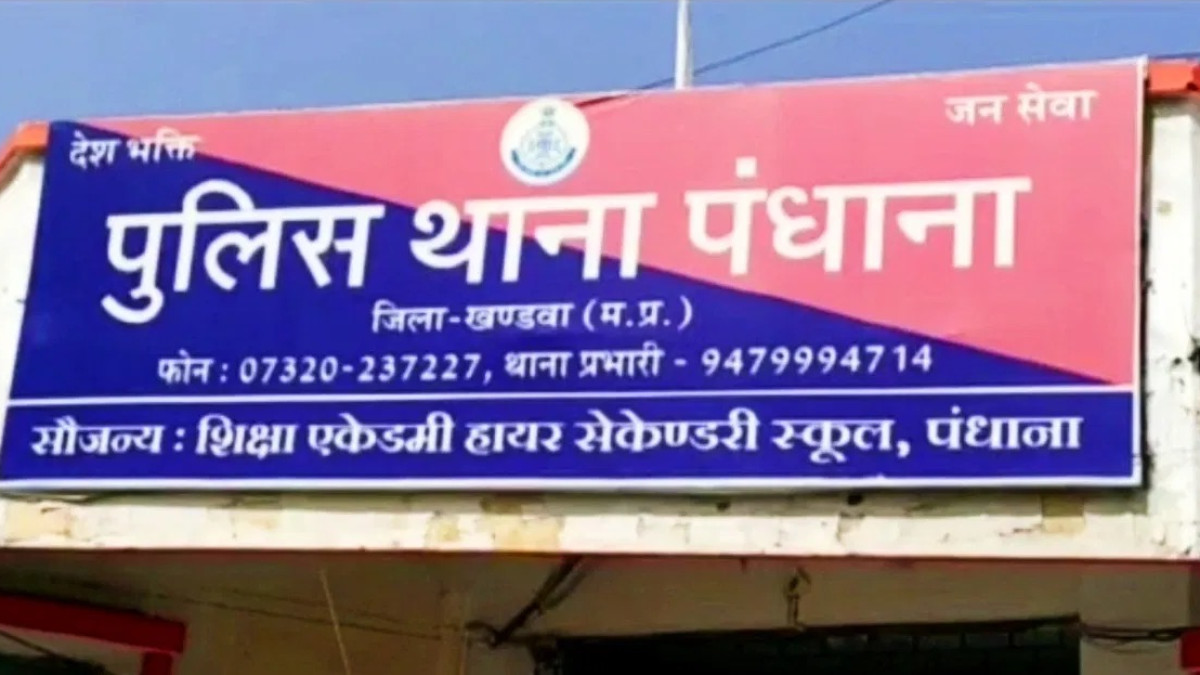 देश भक्ति
जन सेवा
पुलिस थाना पंधाना
जिला-खण्डवा (म.प्र.)
फोन : 07320-237227, थाना प्रभारी - 9479994714
सौजन्य : शिक्षा एकेडमी हायर सेकेण्डरी स्कूल, पंधाना